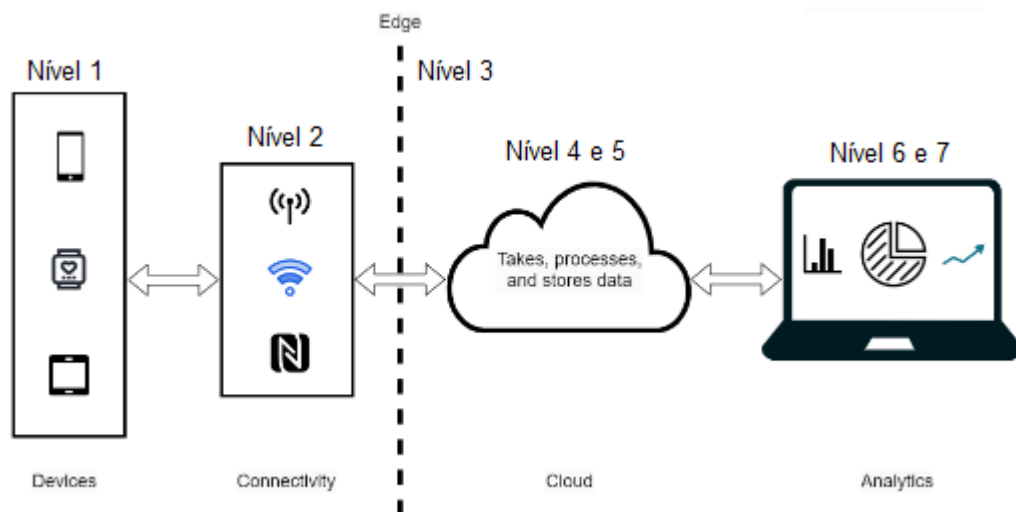 Edge
Nível 1
Nível 3
Nível 2
Nível 4 e 5
Nível 6 e 7
Takes, processes,
and stores data
Devices
Connectivity
Cloud
Analytics